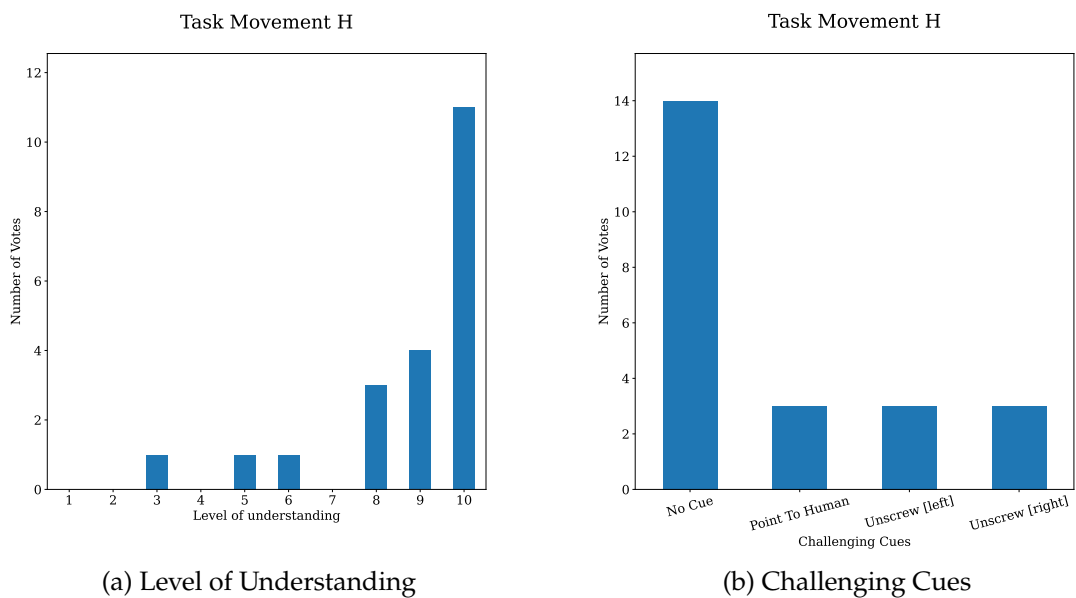 Task Movement H
Number of Votes
12
10
8
6
4
2
0
1 2 3 4 5 6 7 8 9 10
Level of understanding
(a) Level of Understanding
Task Movement H
Number of Votes
14
12
10
8
6
4
2
0
No Cue Point To Human Unscrew [left] Unscrew [right]
Challenging Cues
(b) Challenging Cues